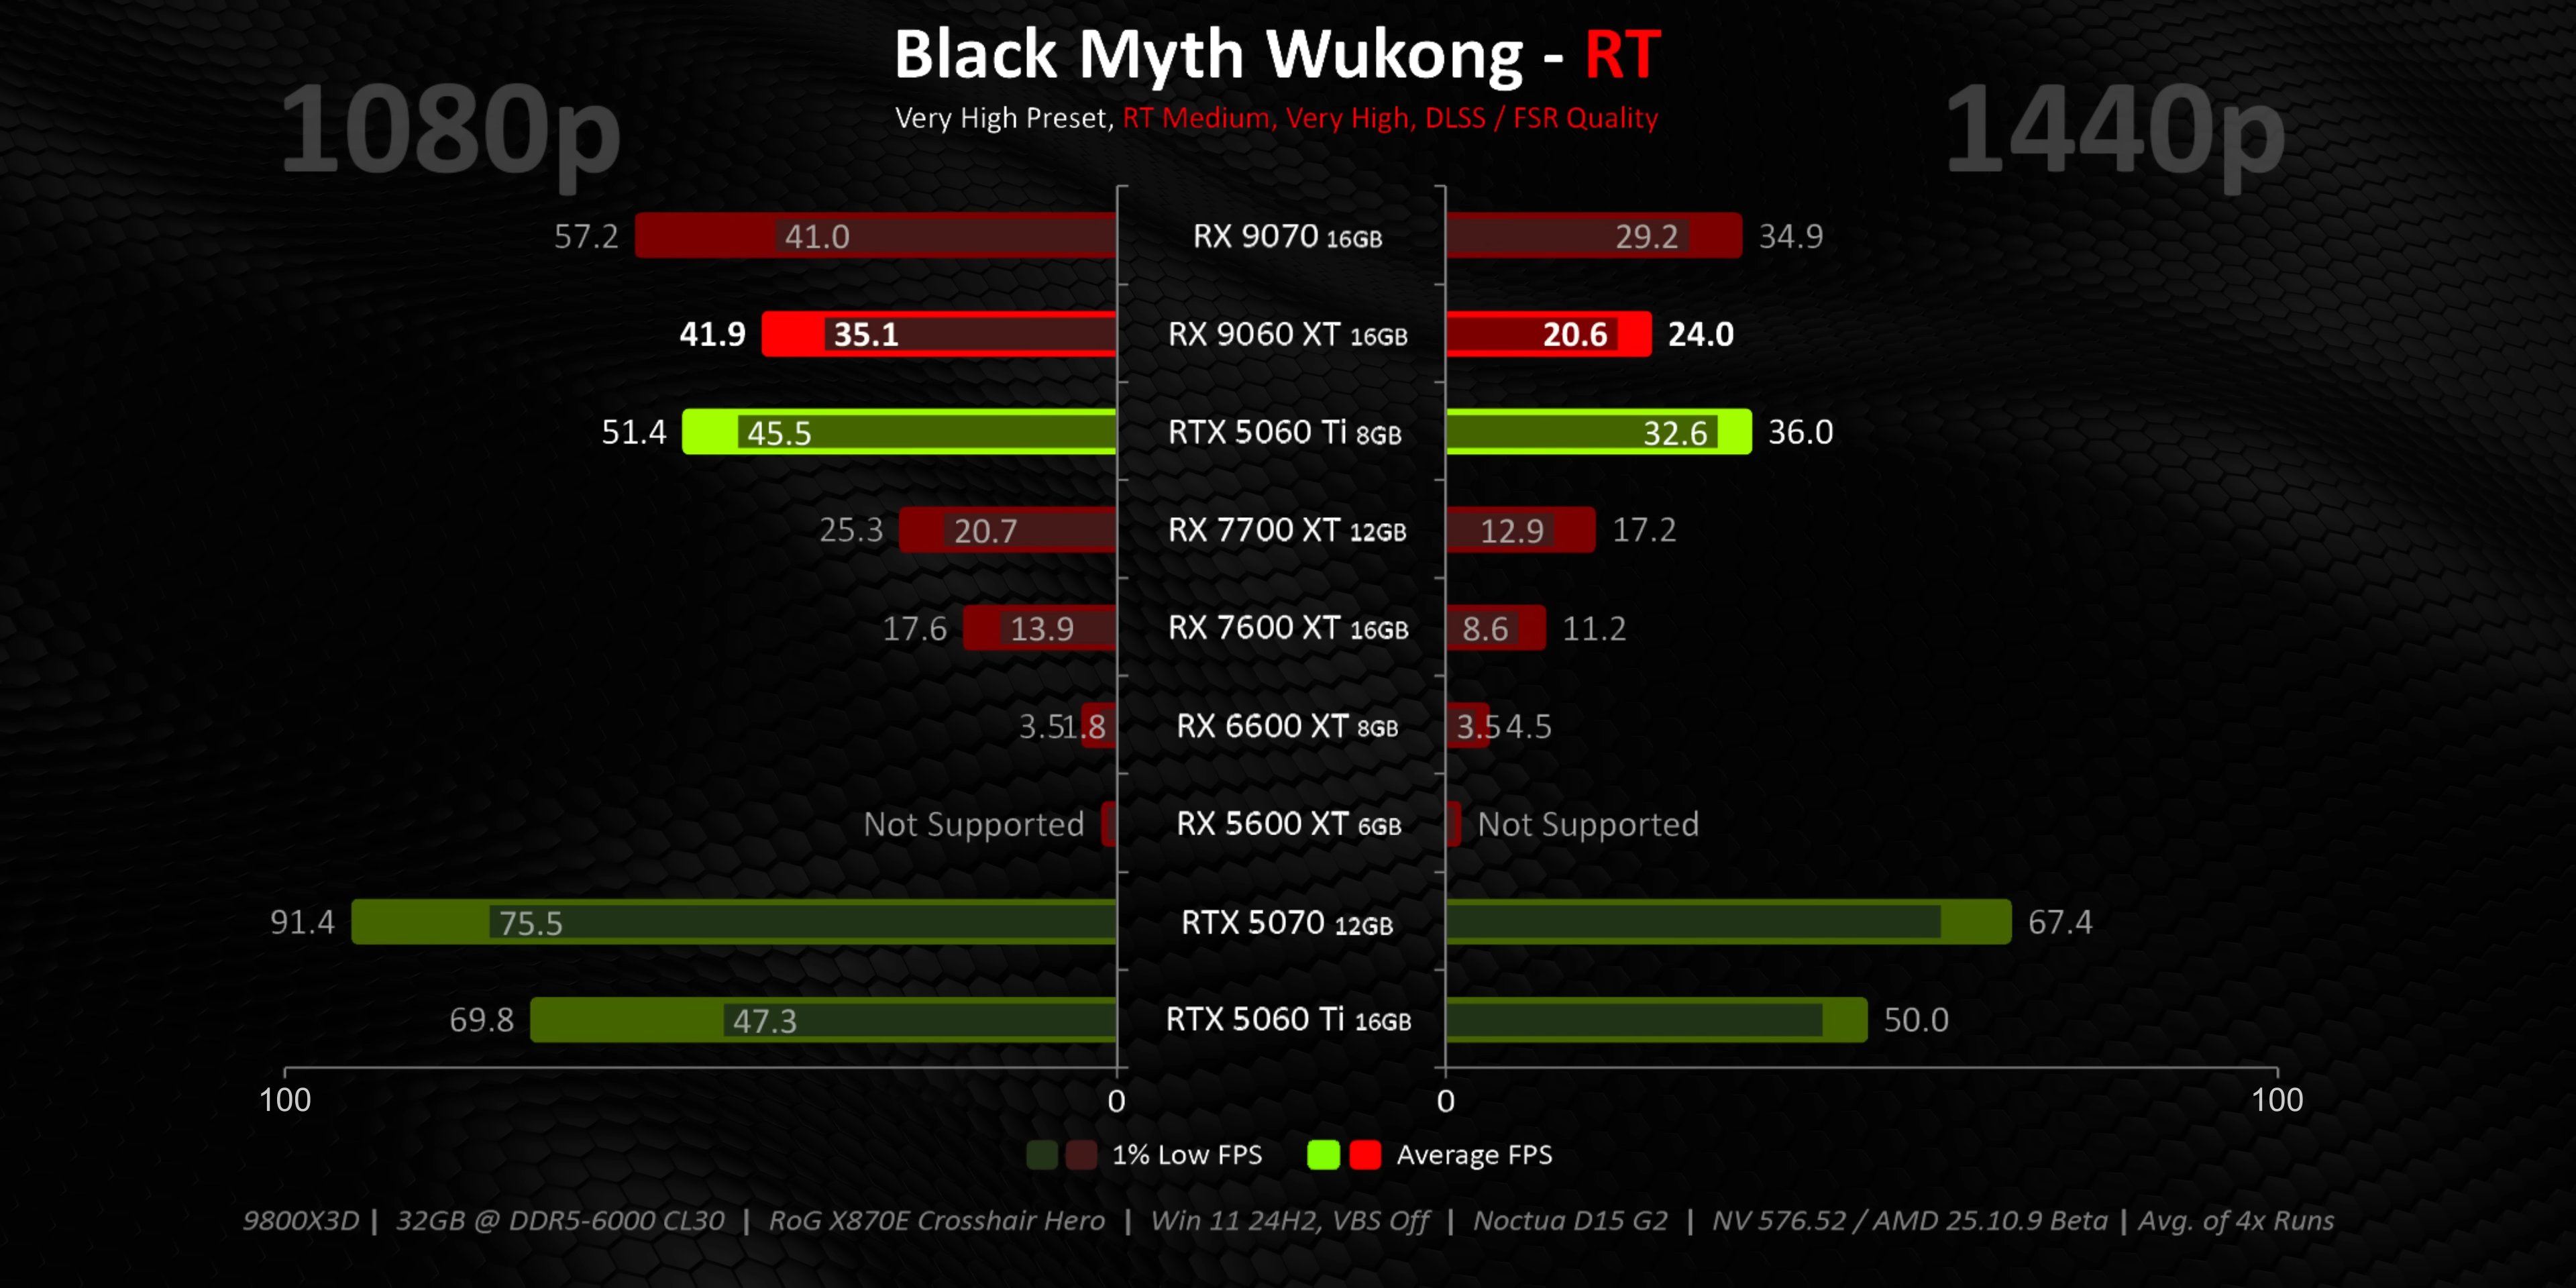 Black Myth Wukong - RT
Very High Preset, RT Medium, Very High, DLSS / FSR Quality
1080p
1440p
57.2 41.0 RX 9070 16GB 29.2 34.9
41.9 35.1 RX 9060 XT 16GB 20.6 24.0
51.4 45.5 RTX 5060 Ti 8GB 32.6 36.0
25.3 20.7 RX 7700 XT 12GB 12.9 17.2
17.6 13.9 RX 7600 XT 16GB 8.6 11.2
3.5 1.8 RX 6600 XT 8GB 3.5 4.5
Not Supported RX 5600 XT 6GB Not Supported
91.4 75.5 RTX 5070 12GB 67.4
69.8 47.3 RTX 5060 Ti 16GB 50.0
100 0 0 100
1% Low FPS Average FPS
9800X3D | 32GB @ DDR5-6000 CL30 | RoG X870E Crosshair Hero | Win 11 24H2, VBS Off | Noctua D15 G2 | NV 576.52 / AMD 25.10.9 Beta | Avg. of 4x Runs